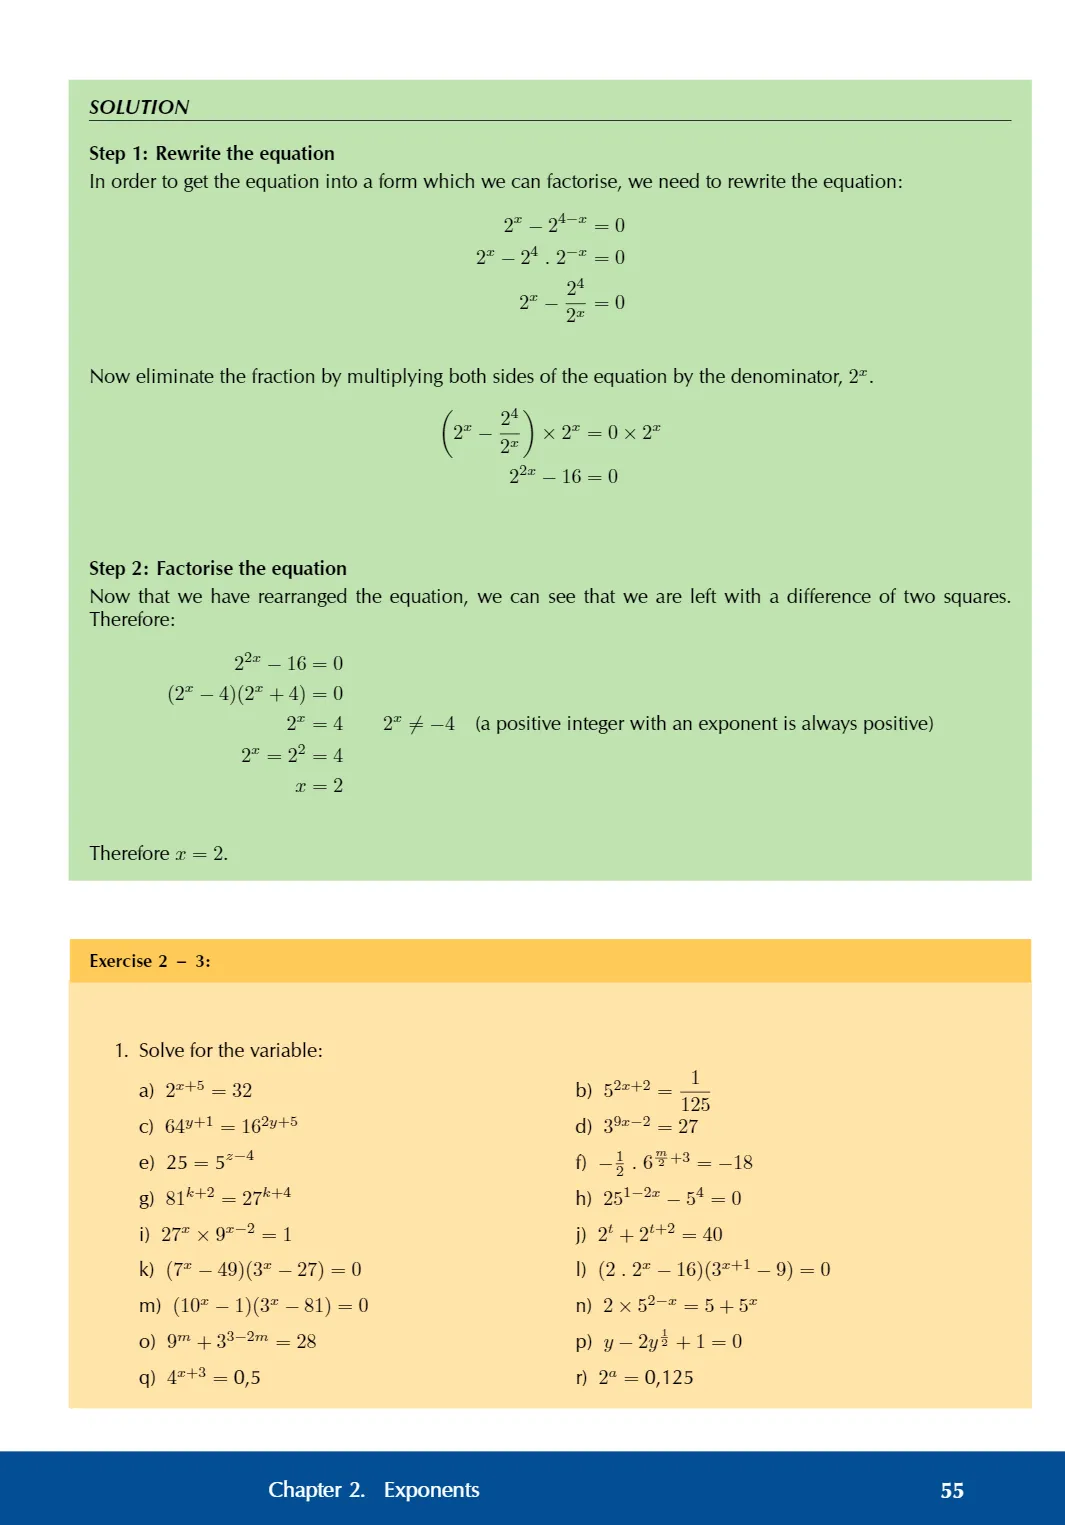 SOLUTION
Step 1: Rewrite the equation
In order to get the equation into a form which we can factorise, we need to rewrite the equation:
2^x − 2^{4−x} = 0
2^x − 2^4 . 2^{−x} = 0
2^x − \frac{2^4}{2^x} = 0
Now eliminate the fraction by multiplying both sides of the equation by the denominator, 2^x.
(2^x − \frac{2^4}{2^x}) × 2^x = 0 × 2^x
2^{2x} − 16 = 0
Step 2: Factorise the equation
Now that we have rearranged the equation, we can see that we are left with a difference of two squares.
Therefore:
2^{2x} − 16 = 0
(2^x − 4)(2^x + 4) = 0
2^x = 4 2^x ≠ −4 (a positive integer with an exponent is always positive)
2^x = 2^2 = 4
x = 2
Therefore x = 2.
Exercise 2 – 3:
1. Solve for the variable:
a) 2^{x+5} = 32
b) 5^{2x+2} = \frac{1}{125}
c) 64^{y+1} = 16^{2y+5}
d) 3^{9x−2} = 27
e) 25 = 5^{z−4}
f) −\frac{1}{2} . 6^{\frac{m}{2}+3} = −18
g) 81^{k+2} = 27^{k+4}
h) 25^{1−2x} − 5^4 = 0
i) 27^x × 9^{x−2} = 1
j) 2^t + 2^{t+2} = 40
k) (7^x − 49)(3^x − 27) = 0
l) (2 . 2^x − 16)(3^{x+1} − 9) = 0
m) (10^x − 1)(3^x − 81) = 0
n) 2 × 5^{2−x} = 5 + 5^x
o) 9^m + 3^{3−2m} = 28
p) y − 2y^{\frac{1}{2}} + 1 = 0
q) 4^{x+3} = 0,5
r) 2^a = 0,125
Chapter 2. Exponents 55